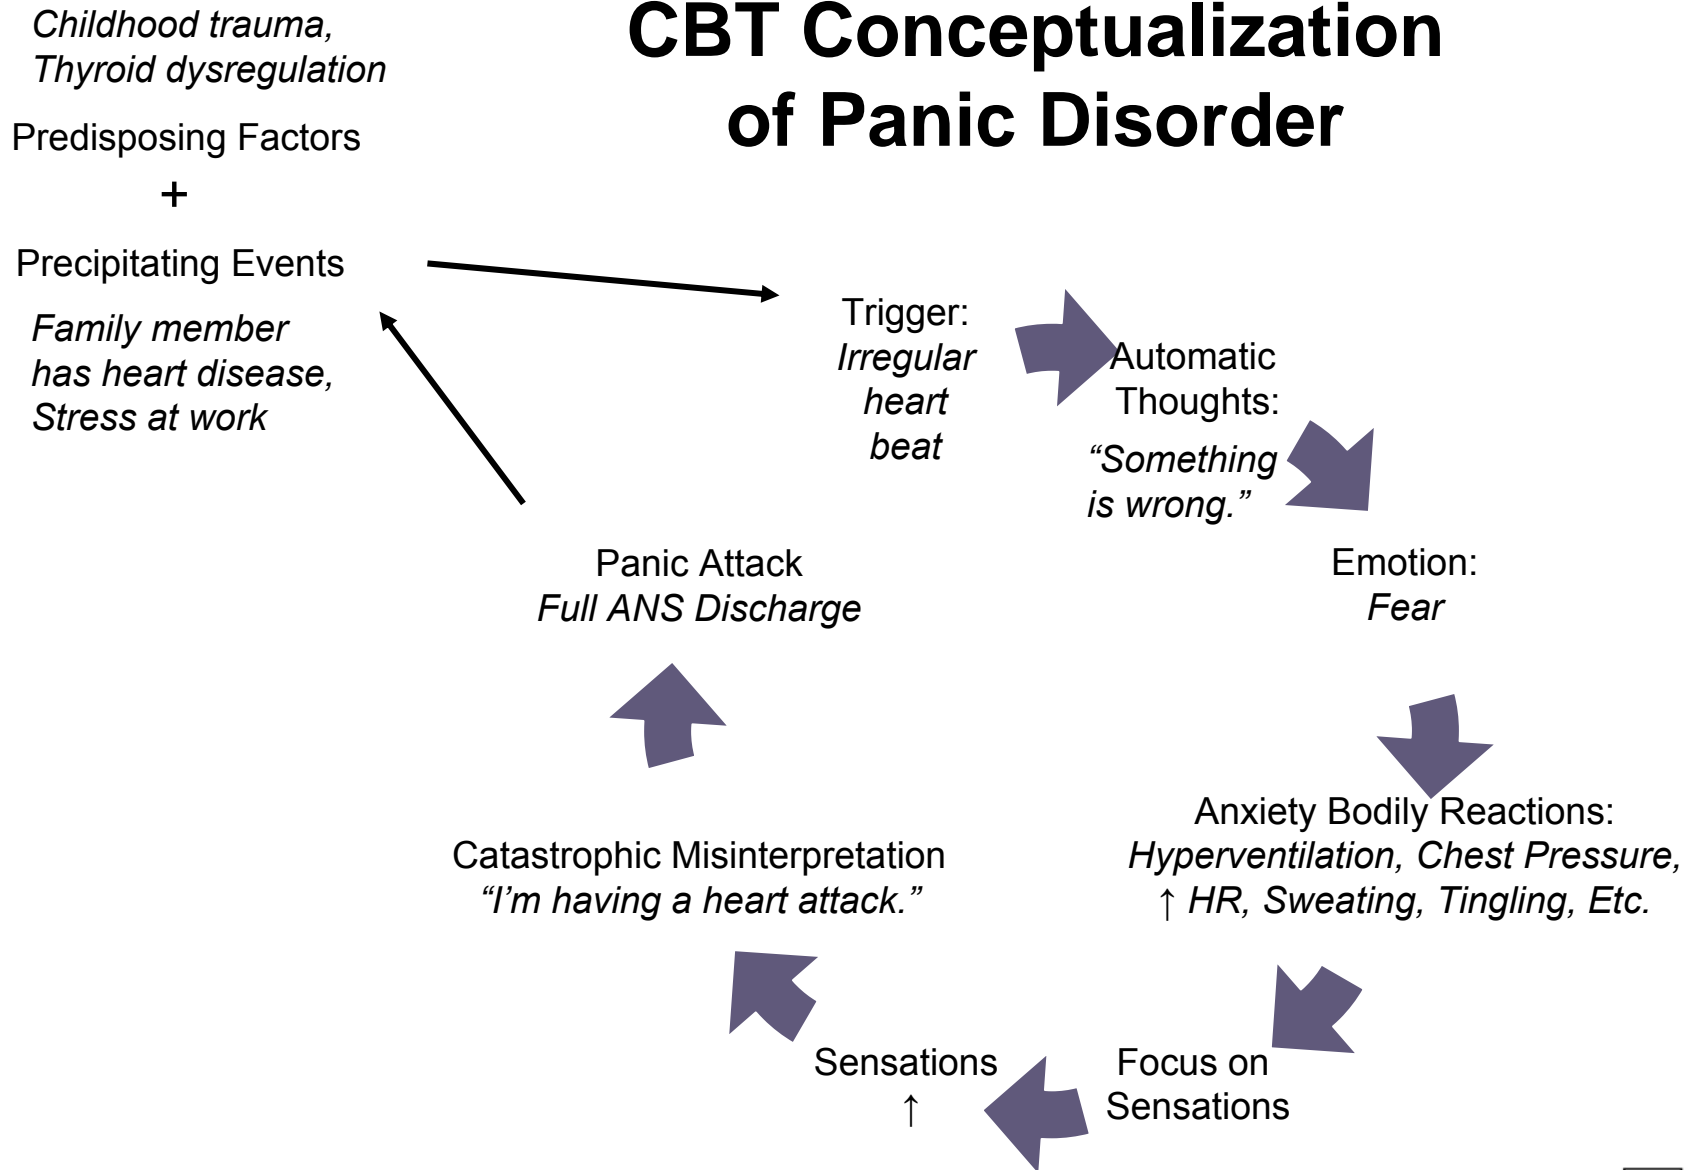 Childhood trauma,
Thyroid dysregulation
CBT Conceptualization
of Panic Disorder
Predisposing Factors
+
Precipitating Events
Family member
has heart disease,
Stress at work
Trigger:
Irregular
heart
beat
Automatic
Thoughts:
“Something
is wrong.”
Emotion:
Fear
Anxiety Bodily Reactions:
Hyperventilation, Chest Pressure,
↑ HR, Sweating, Tingling, Etc.
Focus on
Sensations
Sensations
↑
Catastrophic Misinterpretation
“I’m having a heart attack.”
Panic Attack
Full ANS Discharge